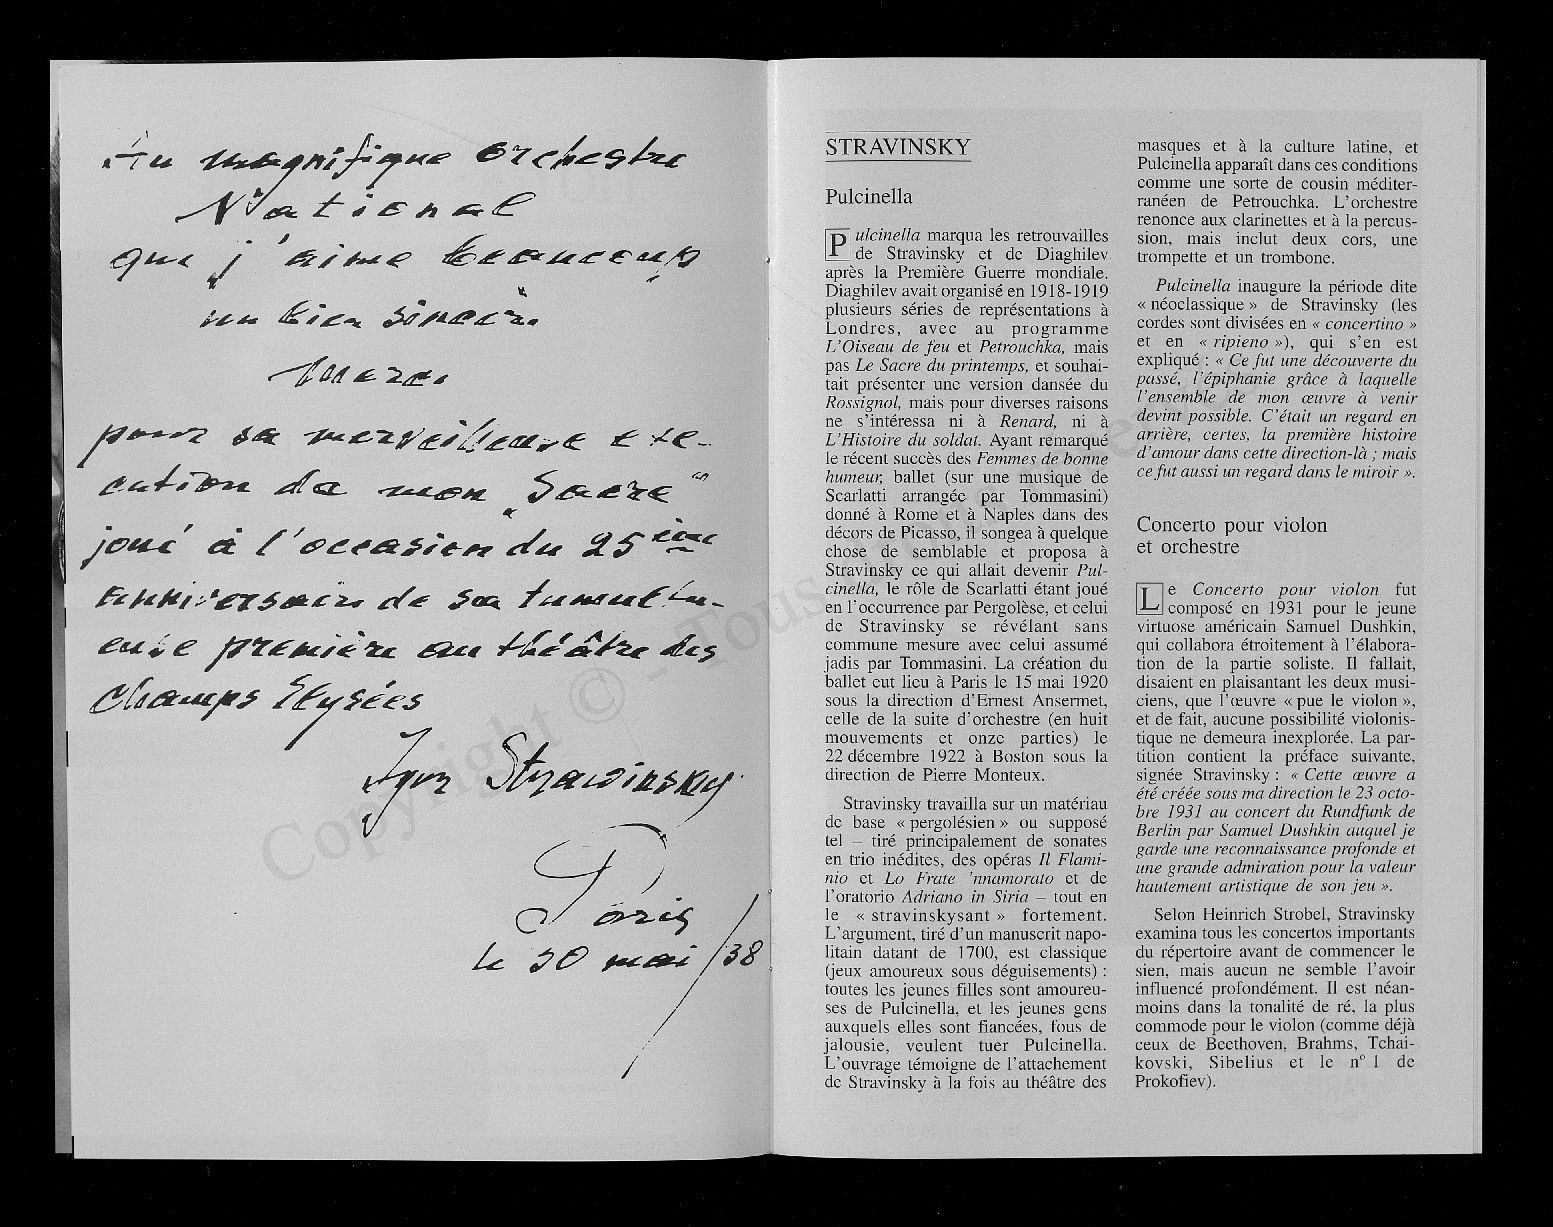 Au magnifique orchestre
National
que j'aime beaucoup
un bien sincère
merci
pour sa merveilleuse exé-
cution de mon „Sacre“
joué à l'occasion du 25ième
anniversaire de sa tumultu-
euse première au théâtre des
Champs Elysées
Igor Strawinsky
Paris
le 30 mai/38
STRAVINSKY
Pulcinella
Pulcinella marqua les retrouvailles
de Stravinsky et de Diaghilev
après la Première Guerre mondiale.
Diaghilev avait organisé en 1918-1919
plusieurs séries de représentations à
Londres, avec au programme
L'Oiseau de feu et Petrouchka, mais
pas Le Sacre du printemps, et souhai-
tait présenter une version dansée du
Rossignol, mais pour diverses raisons
ne s'intéressa ni à Renard, ni à
L'Histoire du soldat. Ayant remarqué
le récent succès des Femmes de bonne
humeur, ballet (sur une musique de
Scarlatti arrangée par Tommasini)
donné à Rome et à Naples dans des
décors de Picasso, il songea à quelque
chose de semblable et proposa à
Stravinsky ce qui allait devenir Pul-
cinella, le rôle de Scarlatti étant joué
en l'occurrence par Pergolèse, et celui
de Stravinsky se révélant sans
commune mesure avec celui assumé
jadis par Tommasini. La création du
ballet eut lieu à Paris le 15 mai 1920
sous la direction d'Ernest Ansermet,
celle de la suite d'orchestre (en huit
mouvements et onze parties) le
22 décembre 1922 à Boston sous la
direction de Pierre Monteux.
Stravinsky travailla sur un matériau
de base « pergolésien » ou supposé
tel – tiré principalement de sonates
en trio inédites, des opéras Il Flami-
nio et Lo Frate 'nnamorato et de
l'oratorio Adriano in Siria – tout en
le « stravinskysant » fortement.
L'argument, tiré d'un manuscrit napo-
litain datant de 1700, est classique
(jeux amoureux sous déguisements) :
toutes les jeunes filles sont amoureu-
ses de Pulcinella, et les jeunes gens
auxquels elles sont fiancées, fous de
jalousie, veulent tuer Pulcinella.
L'ouvrage témoigne de l'attachement
de Stravinsky à la fois au théâtre des
masques et à la culture latine, et
Pulcinella apparaît dans ces conditions
comme une sorte de cousin méditer-
ranéen de Petrouchka. L'orchestre
renonce aux clarinettes et à la percus-
sion, mais inclut deux cors, une
trompette et un trombone.
Pulcinella inaugure la période dite
« néoclassique » de Stravinsky (les
cordes sont divisées en « concertino »
et en « ripieno »), qui s'en est
expliqué : « Ce fut une découverte du
passé, l'épiphanie grâce à laquelle
l'ensemble de mon œuvre à venir
devint possible. C'était un regard en
arrière, certes, la première histoire
d'amour dans cette direction-là ; mais
ce fut aussi un regard dans le miroir ».
Concerto pour violon
et orchestre
Le Concerto pour violon fut
composé en 1931 pour le jeune
virtuose américain Samuel Dushkin,
qui collabora étroitement à l'élabora-
tion de la partie soliste. Il fallait,
disaient en plaisantant les deux musi-
ciens, que l'œuvre « pue le violon »,
et de fait, aucune possibilité violonis-
tique ne demeura inexplorée. La par-
tition contient la préface suivante,
signée Stravinsky : « Cette œuvre a
été créée sous ma direction le 23 octo-
bre 1931 au concert du Rundfunk de
Berlin par Samuel Dushkin auquel je
garde une reconnaissance profonde et
une grande admiration pour la valeur
hautement artistique de son jeu ».
Selon Heinrich Strobel, Stravinsky
examina tous les concertos importants
du répertoire avant de commencer le
sien, mais aucun ne semble l'avoir
influencé profondément. Il est néan-
moins dans la tonalité de ré, la plus
commode pour le violon (comme déjà
ceux de Beethoven, Brahms, Tchaï-
kovski, Sibelius et le n° 1 de
Prokofiev).
Copyright © - Tous